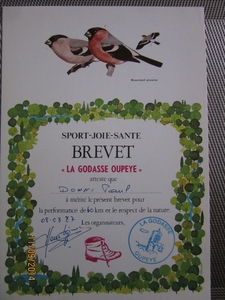 SPORT-JOIE-SANTE
BREVET
« LA GODASSE OUPEYE »
atteste que
a mérité le présent brevet pour
la performance de 60 km et le respect de la nature.
Les organisateurs.
LA GODASSE
OUPEYE